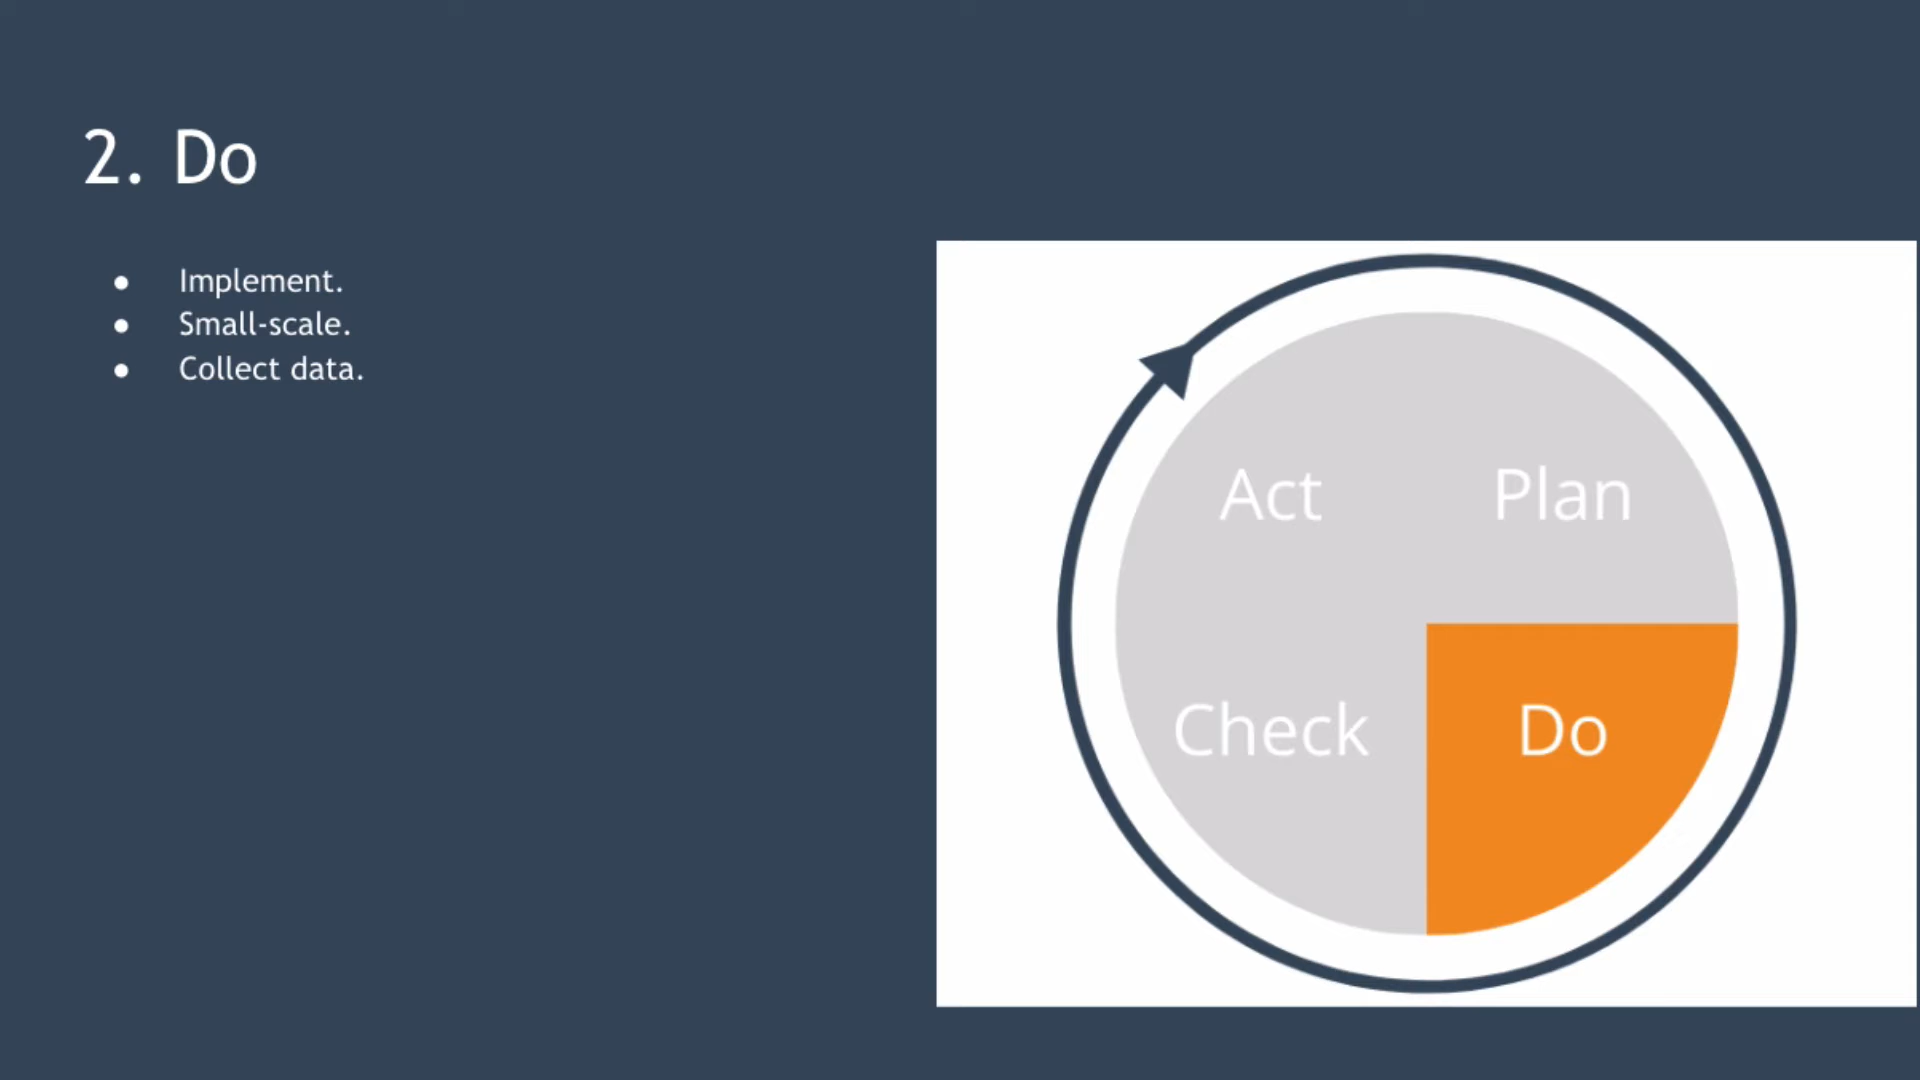 2. Do
● Implement.
● Small-scale.
● Collect data.
Act Plan
Check Do